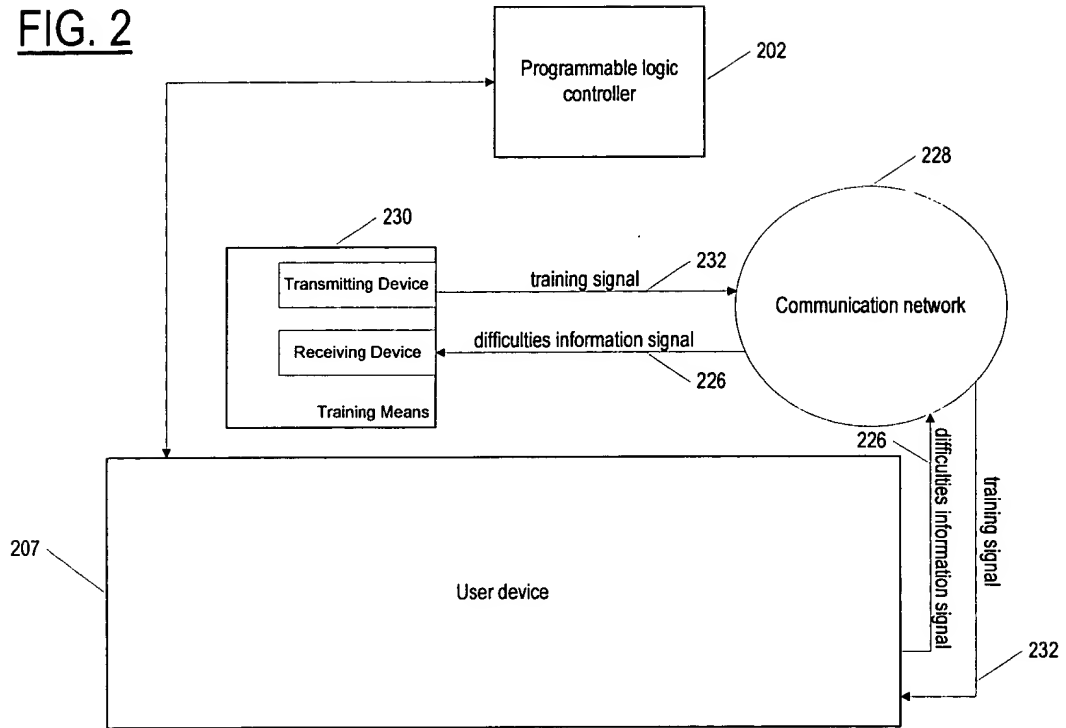 FIG. 2
Programmable logic
controller
202
228
230
Transmitting Device
training signal
232
Communication network
Receiving Device
difficulties information signal
226
Training Means
226
difficulties information signal
training signal
207
User device
232